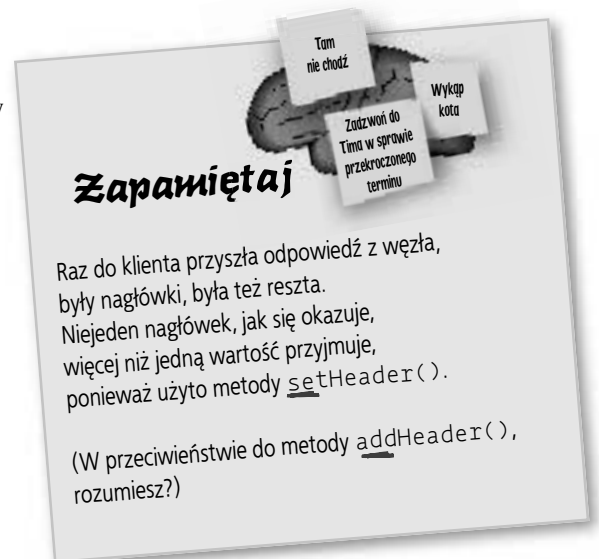 Tam
nie chodź
Wykąp
kota
Zadzwoń do
Tima w sprawie
przekroczonego
terminu
Zapamiętaj
Raz do klienta przyszła odpowiedź z węzła,
były nagłówki, była też reszta.
Niejeden nagłówek, jak się okazuje,
więcej niż jedną wartość przyjmuje,
ponieważ użyto metody setHeader().
(W przeciwieństwie do metody addHeader(),
rozumiesz?)